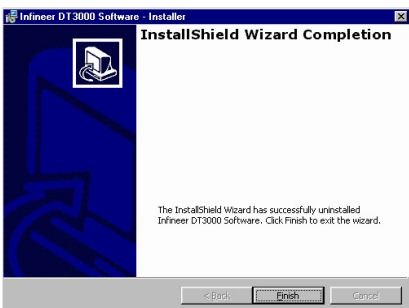 Infineer DT3000 Software - Installer
InstallShield Wizard Completion
The InstallShield Wizard has successfully uninstalled
Infineer DT3000 Software. Click Finish to exit the wizard.
< Back Finish Cancel